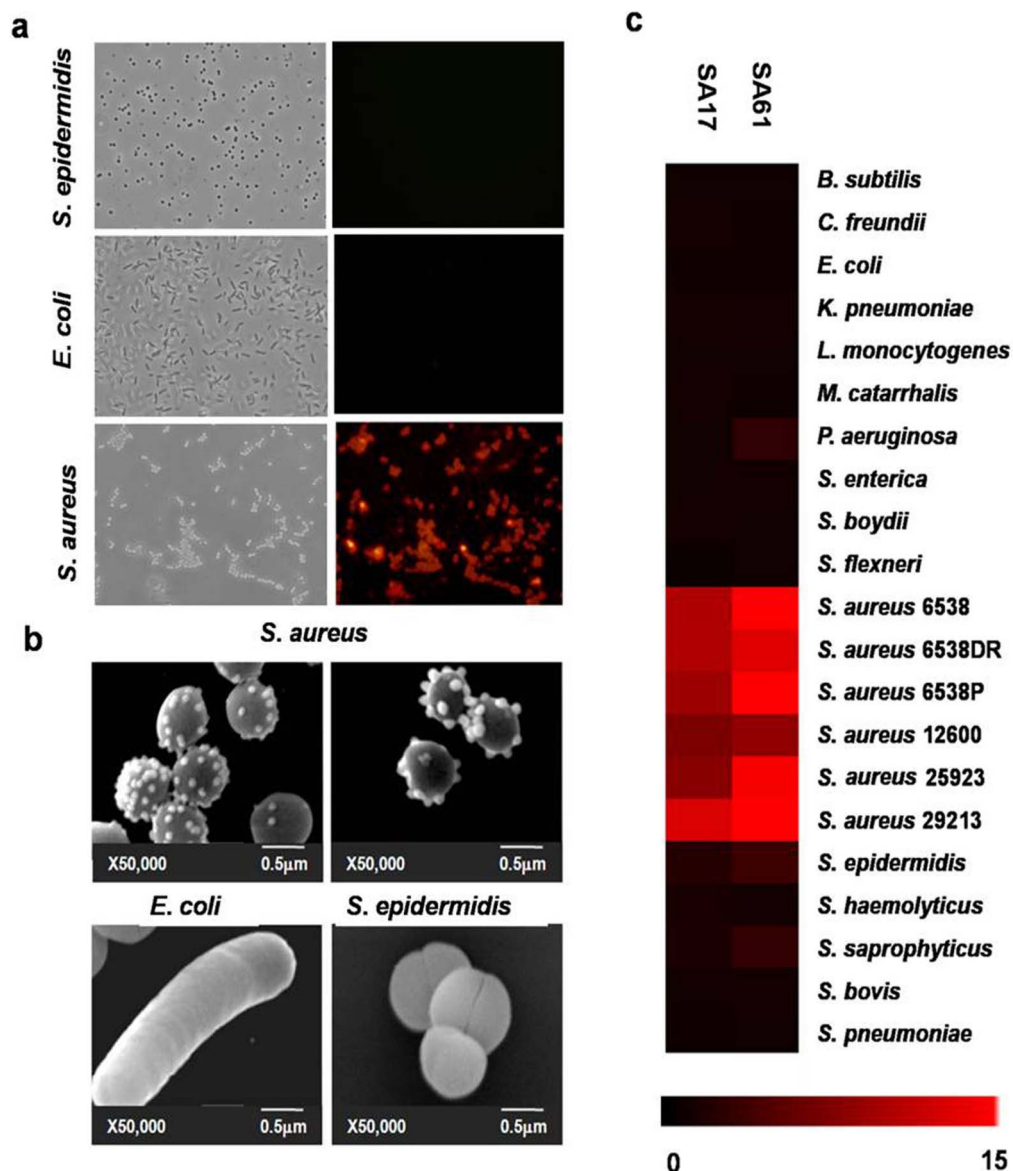 a
S. epidermidis
E. coli
S. aureus
b
S. aureus
X50,000 0.5μm
X50,000 0.5μm
E. coli
S. epidermidis
X50,000 0.5μm
X50,000 0.5μm
c
SA17
SA61
B. subtilis
C. freundii
E. coli
K. pneumoniae
L. monocytogenes
M. catarrhalis
P. aeruginosa
S. enterica
S. boydii
S. flexneri
S. aureus 6538
S. aureus 6538DR
S. aureus 6538P
S. aureus 12600
S. aureus 25923
S. aureus 29213
S. epidermidis
S. haemolyticus
S. saprophyticus
S. bovis
S. pneumoniae
0 15